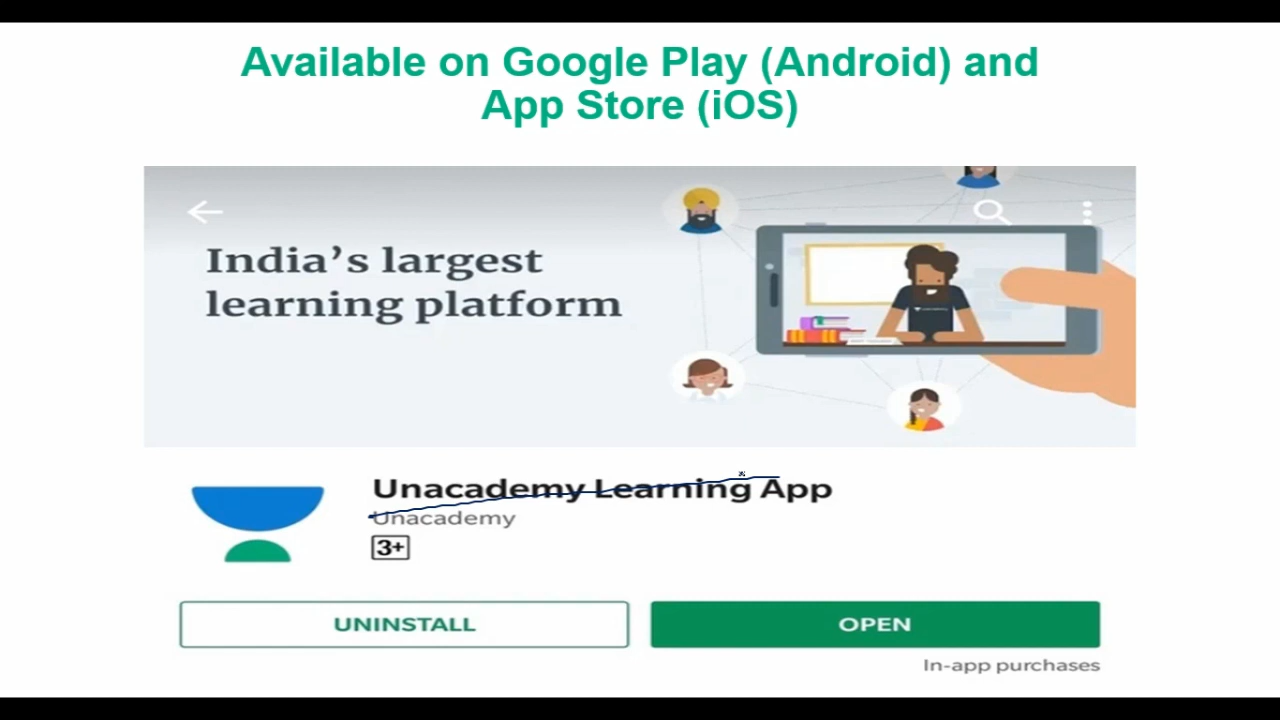 Available on Google Play (Android) and
App Store (iOS)
India's largest
learning platform
Unacademy Learning App
Unacademy
3+
UNINSTALL
OPEN
In-app purchases